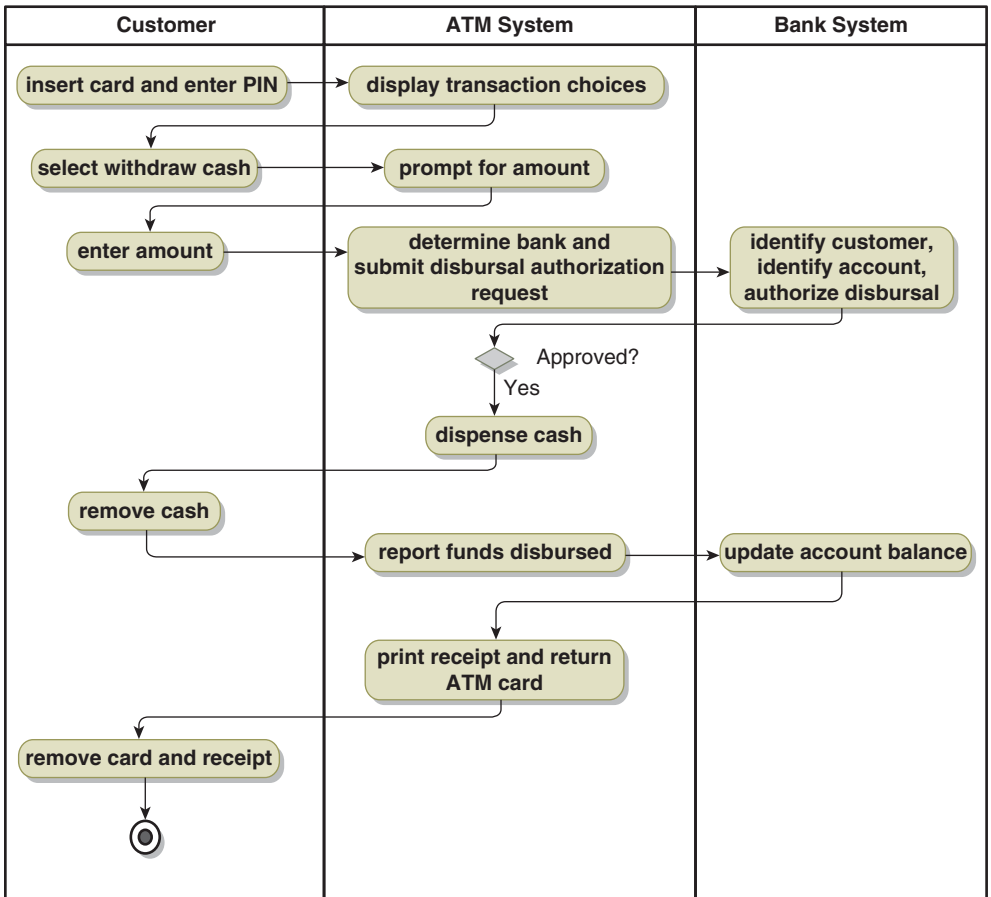 Customer
ATM System
Bank System
insert card and enter PIN
display transaction choices
select withdraw cash
prompt for amount
enter amount
determine bank and
submit disbursal authorization
request
identify customer,
identify account,
authorize disbursal
Approved?
Yes
dispense cash
remove cash
report funds disbursed
update account balance
print receipt and return
ATM card
remove card and receipt